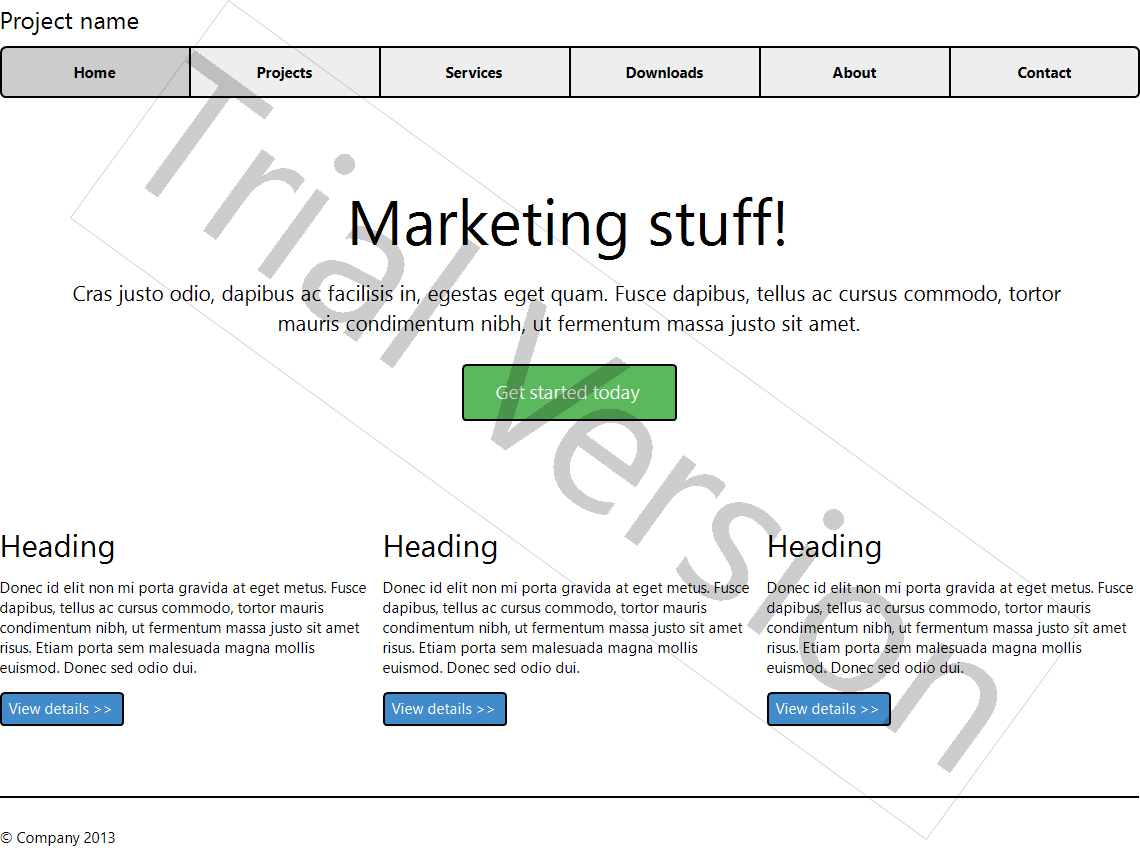 Project name
Home Projects Services Downloads About Contact
Marketing stuff!
Cras justo odio, dapibus ac facilisis in, egestas eget quam. Fusce dapibus, tellus ac cursus commodo, tortor
mauris condimentum nibh, ut fermentum massa justo sit amet.
Get started today
Trial Version
Heading
Donec id elit non mi porta gravida at eget metus. Fusce
dapibus, tellus ac cursus commodo, tortor mauris
condimentum nibh, ut fermentum massa justo sit amet
risus. Etiam porta sem malesuada magna mollis
euismod. Donec sed odio dui.
View details >>
Heading
Donec id elit non mi porta gravida at eget metus. Fusce
dapibus, tellus ac cursus commodo, tortor mauris
condimentum nibh, ut fermentum massa justo sit amet
risus. Etiam porta sem malesuada magna mollis
euismod. Donec sed odio dui.
View details >>
Heading
Donec id elit non mi porta gravida at eget metus. Fusce
dapibus, tellus ac cursus commodo, tortor mauris
condimentum nibh, ut fermentum massa justo sit amet
risus. Etiam porta sem malesuada magna mollis
euismod. Donec sed odio dui.
View details >>
© Company 2013